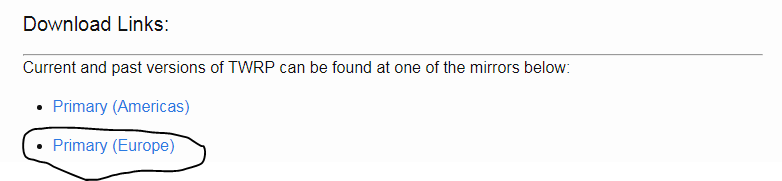 Download Links:
Current and past versions of TWRP can be found at one of the mirrors below:
• Primary (Americas)
• Primary (Europe)